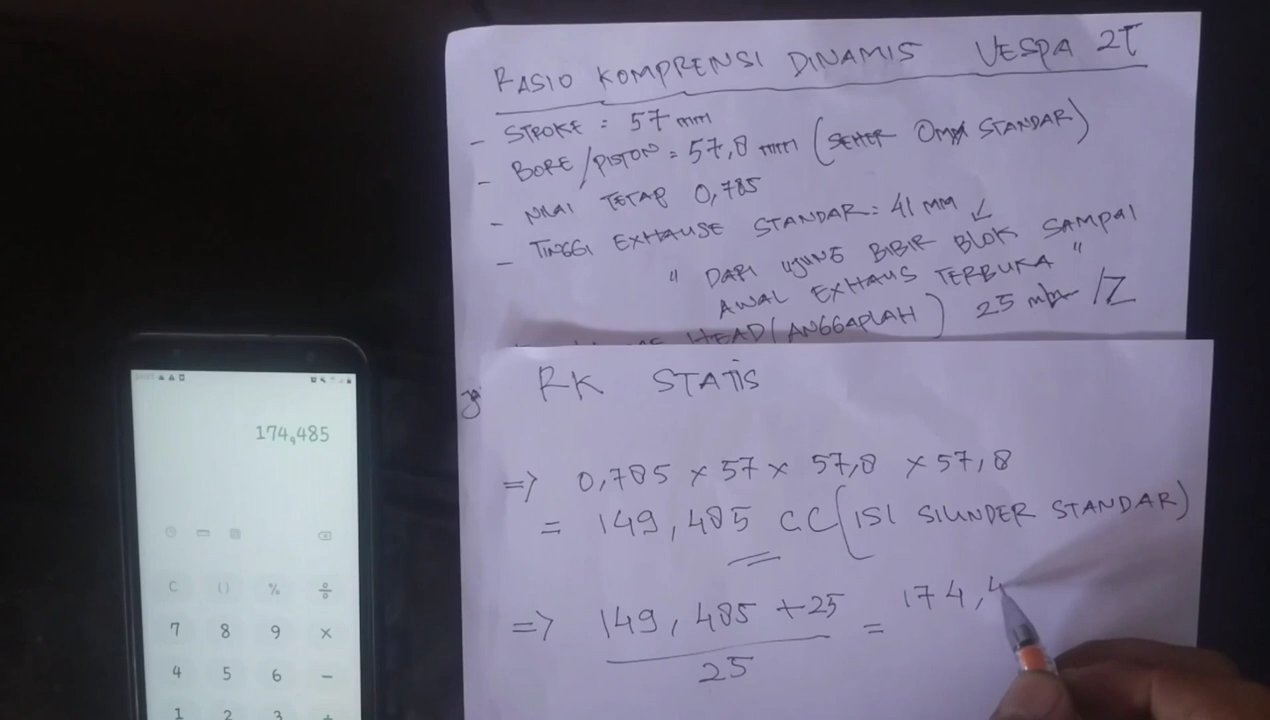 RASIO KOMPRENSI DINAMIS VESPA 2T
- STROKE = 57 mm
- BORE/PISTON = 57,8 mm (SEHER OM STANDAR)
- NILAI TETAP 0,785
- TINGGI EXHAUSE STANDAR = 41 MM
" DARI UJUNG BIBIR BLOK SAMPAI
AWAL EXHAUS TERBUKA "
HEAD (ANGGAPLAH) 25 mm
RK STATIS
=> 0,785 x 57 x 57,8 x 57,8
= 149,485 CC (ISI SIUNDER STANDAR)
=> 149,485 + 25 = 174,4
25
174,485
C () % ÷
7 8 9 ×
4 5 6 −
1 2 3 +